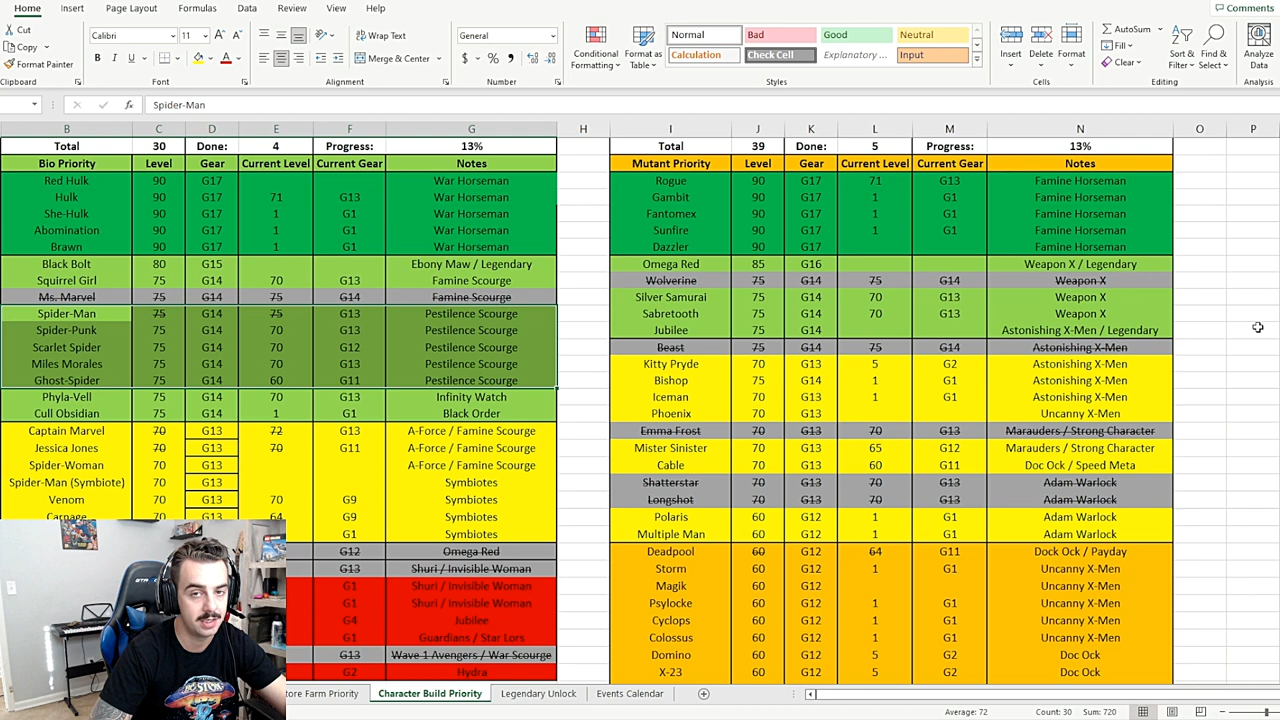 Home Insert Page Layout Formulas Data Review View Help Comments
Cut
Copy
Format Painter
Clipboard
Calibri 11
B I U
Font
Wrap Text
Merge & Center
Alignment
General
$ %
Number
Conditional Formatting
Format as Table
Normal Bad Good Neutral
Calculation Check Cell Explanatory ... Input
Styles
Insert Delete Format
Cells
AutoSum
Fill
Clear
Sort & Filter
Find & Select
Editing
Analyze Data
Analysis
fx Spider-Man
B C D E F G H I J K L M N O P
Total 30 Done: 4 Progress: 13% Total 39 Done: 5 Progress: 13%
Bio Priority Level Gear Current Level Current Gear Notes Mutant Priority Level Gear Current Level Current Gear Notes
Red Hulk 90 G17 War Horseman Rogue 90 G17 71 G13 Famine Horseman
Hulk 90 G17 71 G13 War Horseman Gambit 90 G17 1 G1 Famine Horseman
She-Hulk 90 G17 1 G1 War Horseman Fantomex 90 G17 1 G1 Famine Horseman
Abomination 90 G17 1 G1 War Horseman Sunfire 90 G17 1 G1 Famine Horseman
Brawn 90 G17 1 G1 War Horseman Dazzler 90 G17 Famine Horseman
Black Bolt 80 G15 Ebony Maw / Legendary Omega Red 85 G16 Weapon X / Legendary
Squirrel Girl 75 G14 70 G13 Famine Scourge Wolverine 75 G14 75 G14 Weapon X
Ms. Marvel 75 G14 75 G14 Famine Scourge Silver Samurai 75 G14 70 G13 Weapon X
Spider-Man 75 G14 75 G13 Pestilence Scourge Sabretooth 75 G14 70 G13 Weapon X
Spider-Punk 75 G14 70 G13 Pestilence Scourge Jubilee 75 G14 Astonishing X-Men / Legendary
Scarlet Spider 75 G14 70 G12 Pestilence Scourge Beast 75 G14 75 G14 Astonishing X-Men
Miles Morales 75 G14 70 G13 Pestilence Scourge Kitty Pryde 75 G14 5 G2 Astonishing X-Men
Ghost-Spider 75 G14 60 G11 Pestilence Scourge Bishop 75 G14 1 G1 Astonishing X-Men
Phyla-Vell 75 G14 70 G13 Infinity Watch Iceman 75 G14 1 G1 Astonishing X-Men
Cull Obsidian 75 G14 1 G1 Black Order Phoenix 70 G13 Uncanny X-Men
Captain Marvel 70 G13 72 G13 A-Force / Famine Scourge Emma Frost 70 G13 70 G13 Marauders / Strong Character
Jessica Jones 70 G13 70 G11 A-Force / Famine Scourge Mister Sinister 70 G13 65 G12 Marauders / Strong Character
Spider-Woman 70 G13 A-Force / Famine Scourge Cable 70 G13 60 G11 Doc Ock / Speed Meta
Spider-Man (Symbiote) 70 G13 Symbiotes Shatterstar 70 G13 70 G13 Adam Warlock
Venom 70 G13 70 G9 Symbiotes Longshot 70 G13 70 G13 Adam Warlock
Carnage 70 G13 64 G9 Symbiotes Polaris 60 G12 1 G1 Adam Warlock
G1 Symbiotes Multiple Man 60 G12 1 G1 Adam Warlock
G12 Omega Red Deadpool 60 G12 64 G11 Dock Ock / Payday
G13 Shuri / Invisible Woman Storm 60 G12 1 G1 Uncanny X-Men
G1 Shuri / Invisible Woman Magik 60 G12 Uncanny X-Men
G1 Shuri / Invisible Woman Psylocke 60 G12 1 G1 Uncanny X-Men
G4 Jubilee Cyclops 60 G12 1 G1 Uncanny X-Men
G1 Guardians / Star Lors Colossus 60 G12 1 G1 Uncanny X-Men
G13 Wave 1 Avengers / War Scourge Domino 60 G12 5 G2 Doc Ock
G2 Hydra X-23 60 G12 5 G2 Doc Ock
tore Farm Priority Character Build Priority Legendary Unlock Events Calendar
Average: 72 Count: 30 Sum: 720